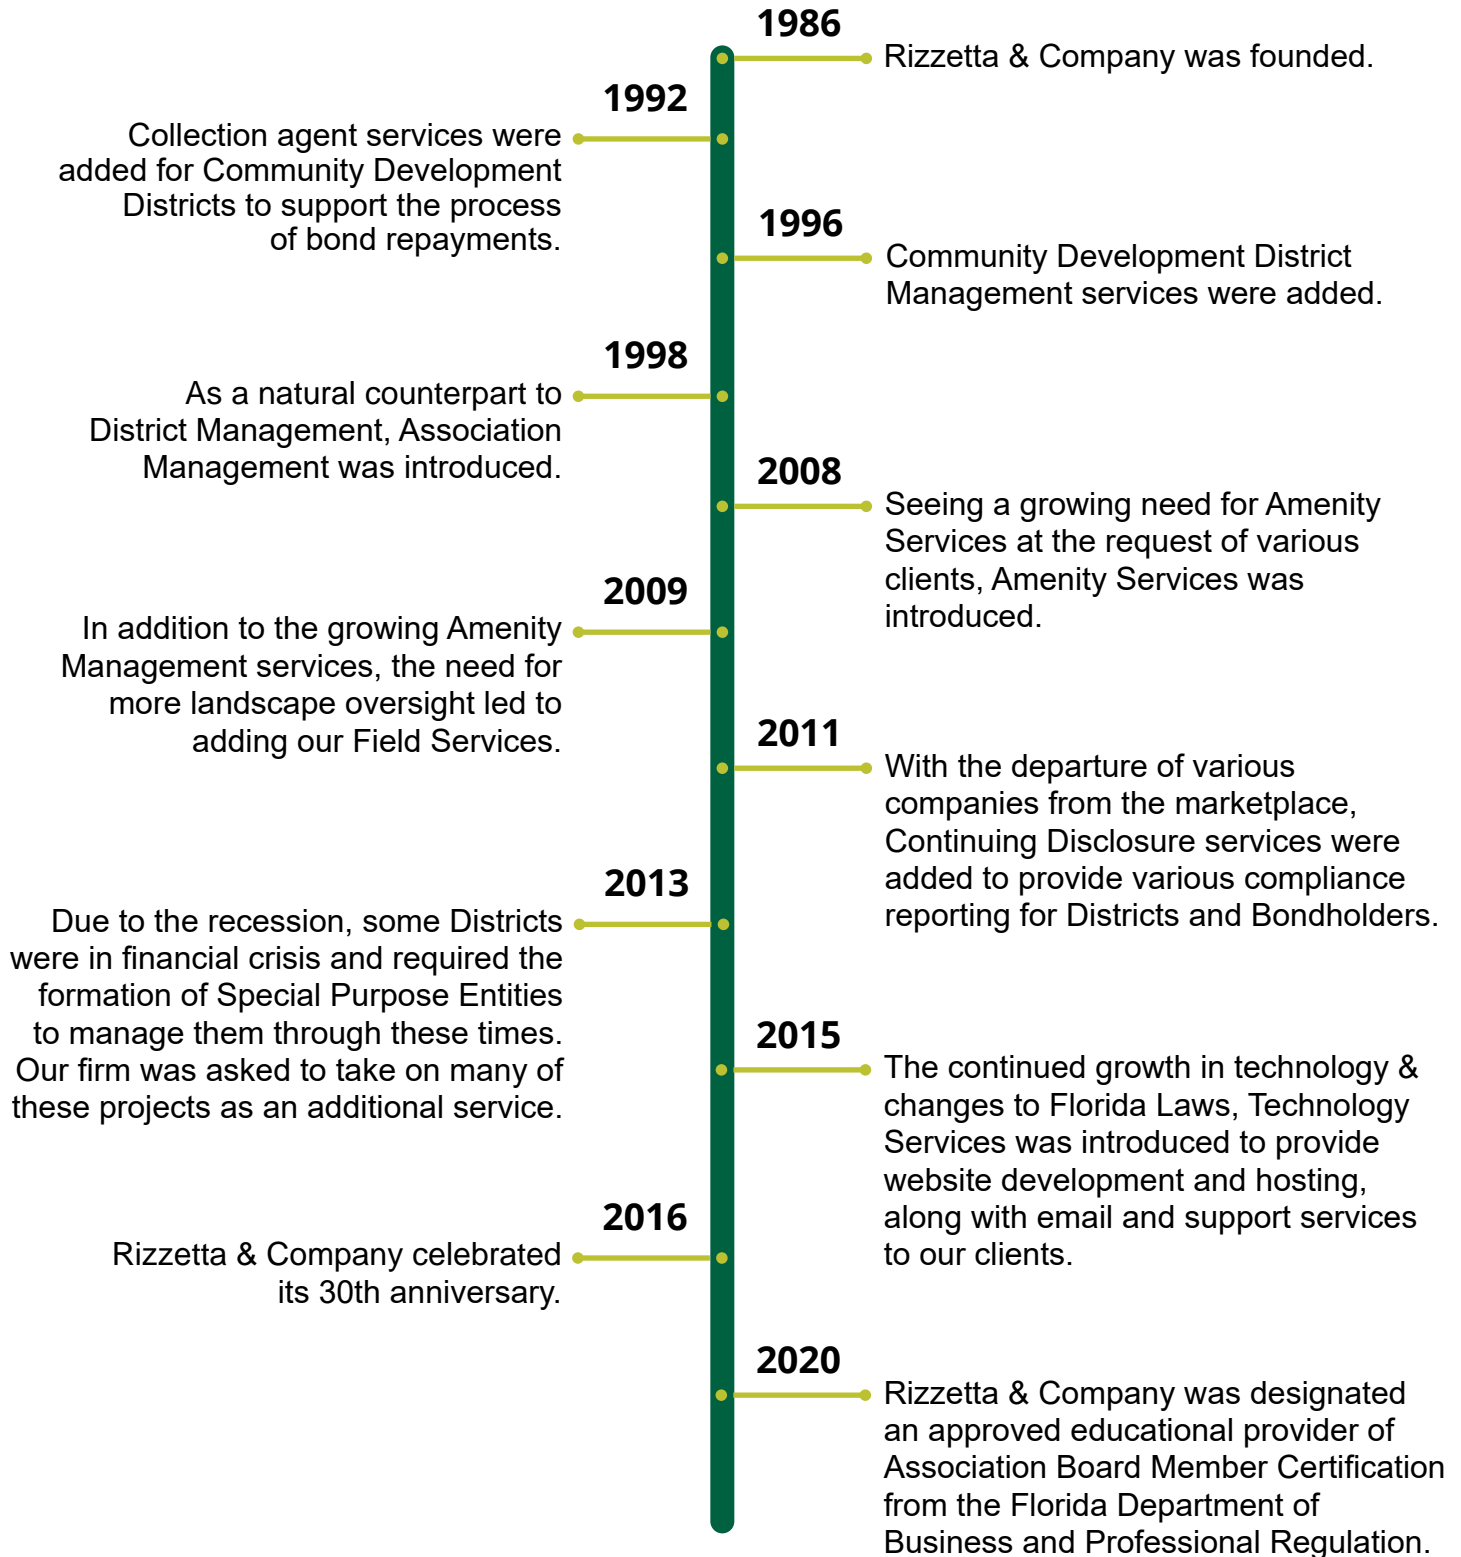 1986
Rizzetta & Company was founded.
1992
Collection agent services were
added for Community Development
Districts to support the process
of bond repayments.
1996
Community Development District
Management services were added.
1998
As a natural counterpart to
District Management, Association
Management was introduced.
2008
Seeing a growing need for Amenity
Services at the request of various
clients, Amenity Services was
introduced.
2009
In addition to the growing Amenity
Management services, the need for
more landscape oversight led to
adding our Field Services.
2011
With the departure of various
companies from the marketplace,
Continuing Disclosure services were
added to provide various compliance
reporting for Districts and Bondholders.
2013
Due to the recession, some Districts
were in financial crisis and required the
formation of Special Purpose Entities
to manage them through these times.
Our firm was asked to take on many of
these projects as an additional service.
2015
The continued growth in technology &
changes to Florida Laws, Technology
Services was introduced to provide
website development and hosting,
along with email and support services
to our clients.
2016
Rizzetta & Company celebrated
its 30th anniversary.
2020
Rizzetta & Company was designated
an approved educational provider of
Association Board Member Certification
from the Florida Department of
Business and Professional Regulation.